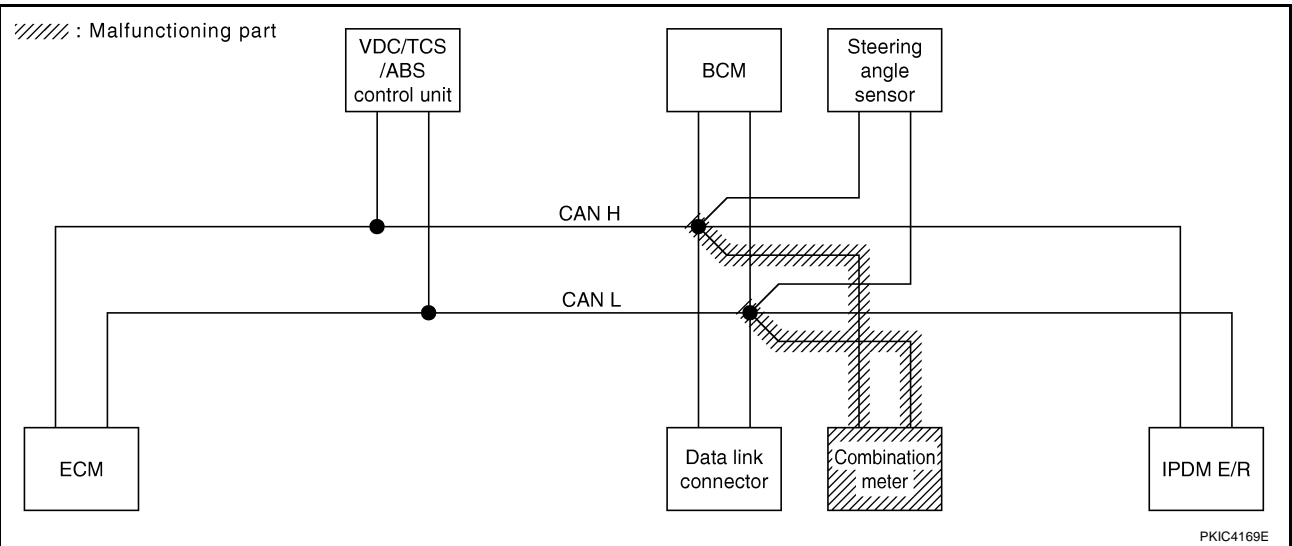 : Malfunctioning part
VDC/TCS
/ABS
control unit
BCM
Steering
angle
sensor
CAN H
CAN L
ECM
Data link
connector
Combination
meter
IPDM E/R
PKIC4169E